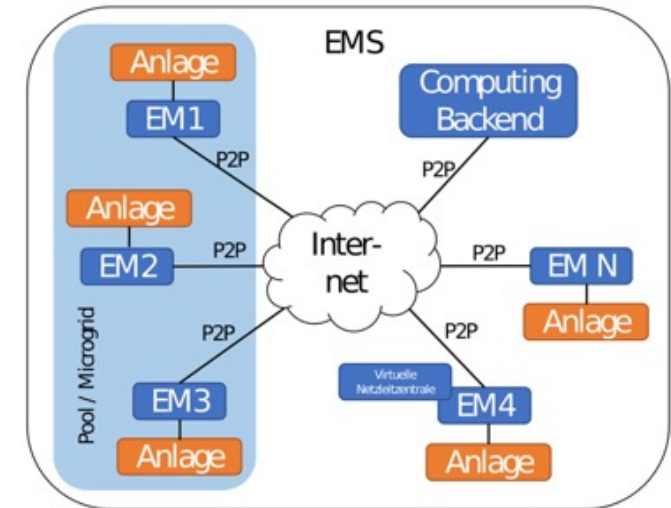 EMS
Anlage
EM1
P2P
Computing
Backend
P2P
Anlage
EM2
P2P
Inter-
net
P2P
EM N
Anlage
Pool / Microgrid
P2P
EM3
Anlage
P2P
Virtuelle
Netzleitzentrale
EM4
Anlage